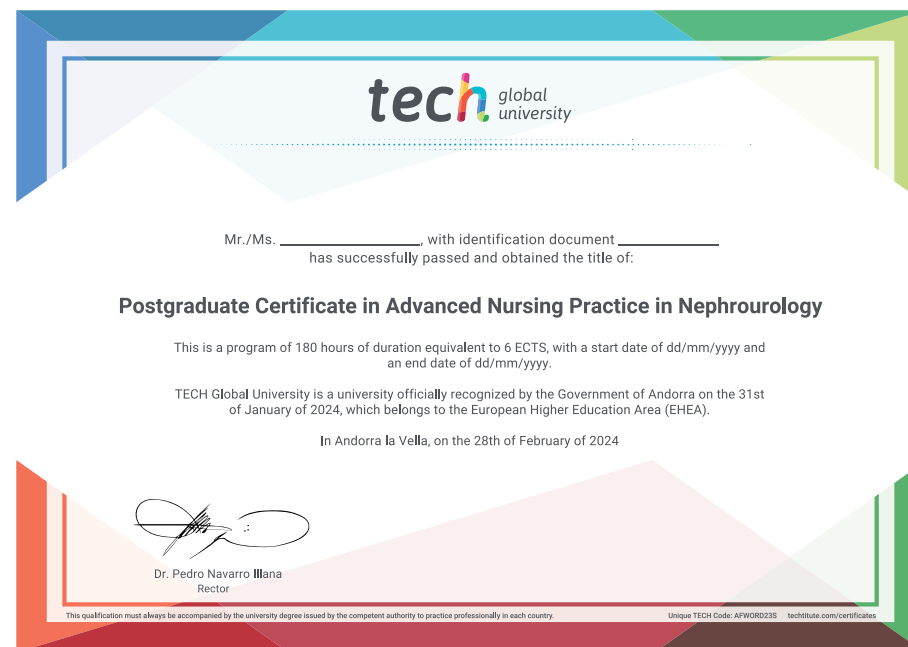 tech global
university
Mr./Ms. ____________________, with identification document ______________
has successfully passed and obtained the title of:
Postgraduate Certificate in Advanced Nursing Practice in Nephrourology
This is a program of 180 hours of duration equivalent to 6 ECTS, with a start date of dd/mm/yyyy and
an end date of dd/mm/yyyy.
TECH Global University is a university officially recognized by the Government of Andorra on the 31st
of January of 2024, which belongs to the European Higher Education Area (EHEA).
In Andorra la Vella, on the 28th of February of 2024
Dr. Pedro Navarro Illana
Rector
This qualification must always be accompanied by the university degree issued by the competent authority to practice professionally in each country.
Unique TECH Code: AFWORD23S techtitute.com/certificates